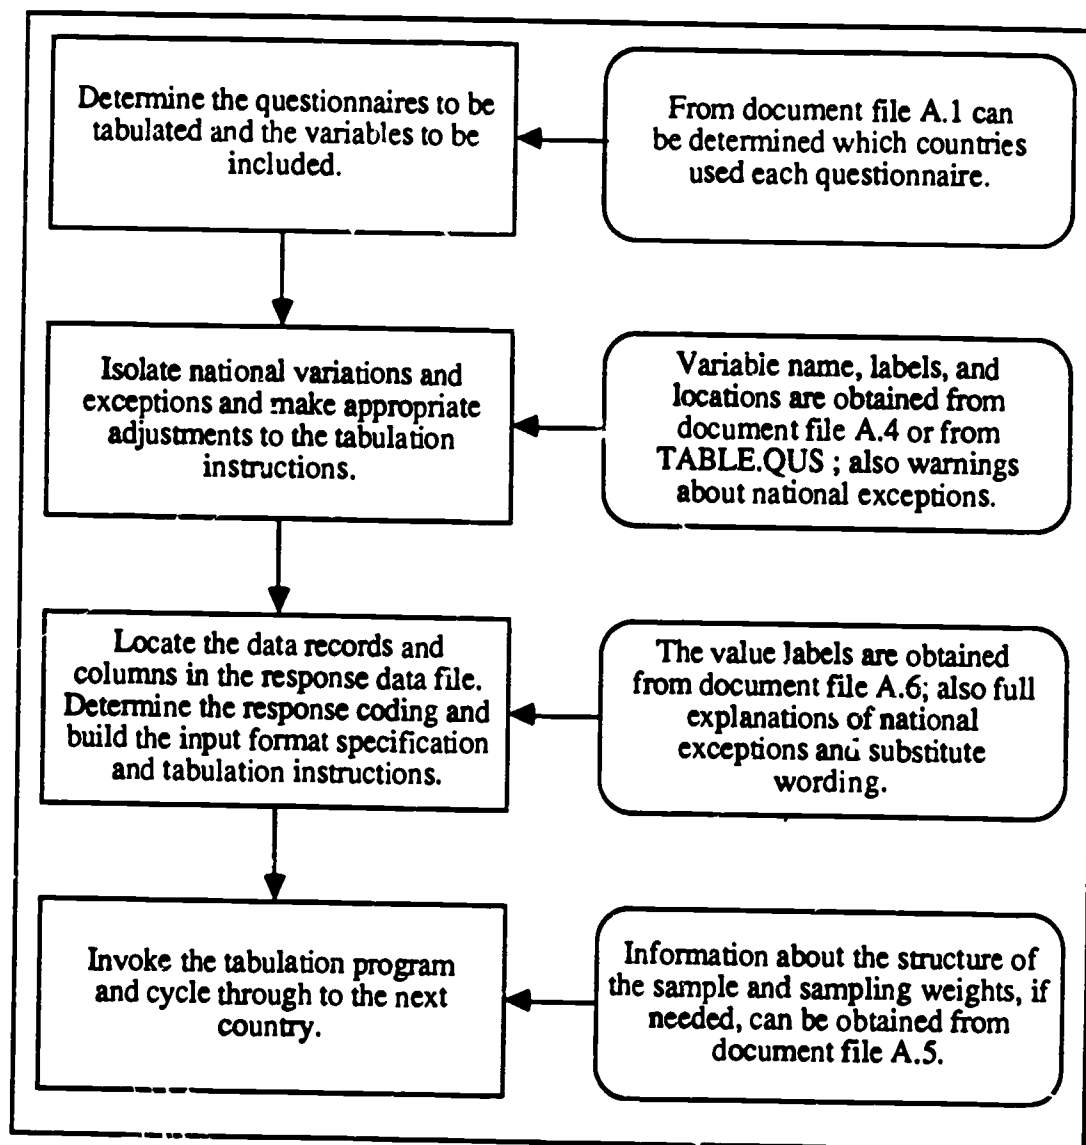 Determine the questionnaires to be
tabulated and the variables to be
included.
From document file A.1 can
be determined which countries
used each questionnaire.
Isolate national variations and
exceptions and make appropriate
adjustments to the tabulation
instructions.
Variable name, labels, and
locations are obtained from
document file A.4 or from
TABLE.QUS ; also warnings
about national exceptions.
Locate the data records and
columns in the response data file.
Determine the response coding and
build the input format specification
and tabulation instructions.
The value labels are obtained
from document file A.6; also full
explanations of national
exceptions and substitute
wording.
Invoke the tabulation program
and cycle through to the next
country.
Information about the structure of
the sample and sampling weights, if
needed, can be obtained from
document file A.5.